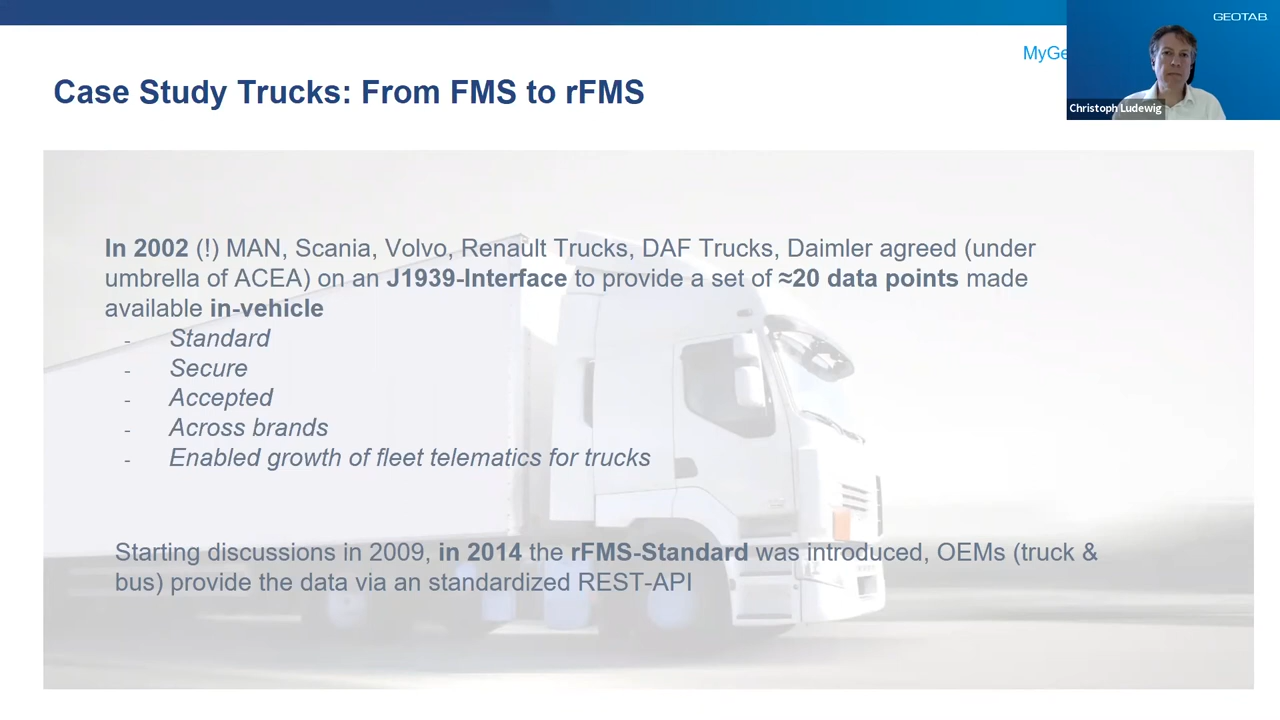 GEOTAB
MyGe
Christoph Ludewig
Case Study Trucks: From FMS to rFMS
In 2002 (!) MAN, Scania, Volvo, Renault Trucks, DAF Trucks, Daimler agreed (under
umbrella of ACEA) on an J1939-Interface to provide a set of ≈20 data points made
available in-vehicle
- Standard
- Secure
- Accepted
- Across brands
- Enabled growth of fleet telematics for trucks
Starting discussions in 2009, in 2014 the rFMS-Standard was introduced, OEMs (truck &
bus) provide the data via an standardized REST-API